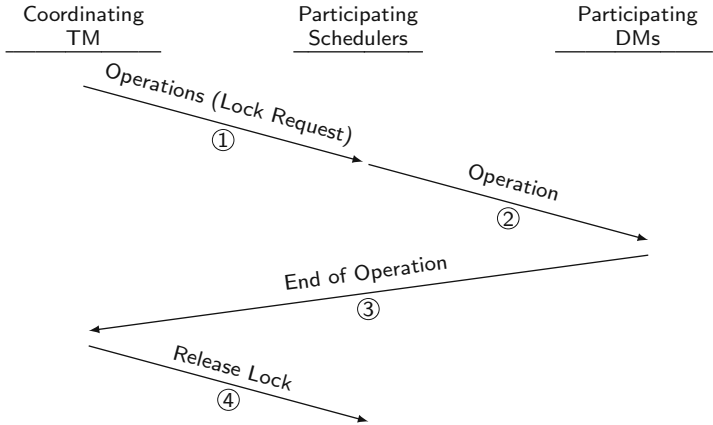 Coordinating
TM
Participating
Schedulers
Participating
DMs
Operations (Lock Request)
①
Operation
②
End of Operation
③
Release Lock
④